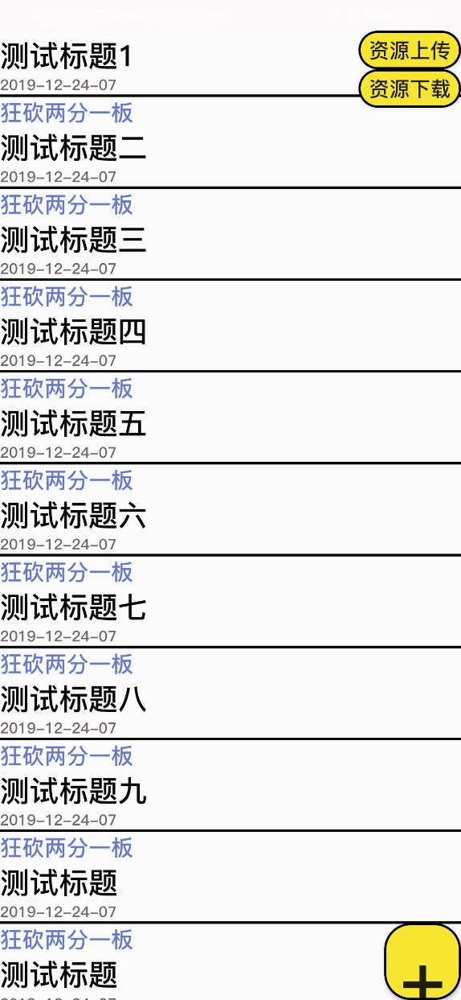 测试标题1
资源上传
2019-12-24-07
资源下载
狂砍两分一板
测试标题二
2019-12-24-07
狂砍两分一板
测试标题三
2019-12-24-07
狂砍两分一板
测试标题四
2019-12-24-07
狂砍两分一板
测试标题五
2019-12-24-07
狂砍两分一板
测试标题六
2019-12-24-07
狂砍两分一板
测试标题七
2019-12-24-07
狂砍两分一板
测试标题八
2019-12-24-07
狂砍两分一板
测试标题九
2019-12-24-07
狂砍两分一板
测试标题
2019-12-24-07
狂砍两分一板
测试标题
+